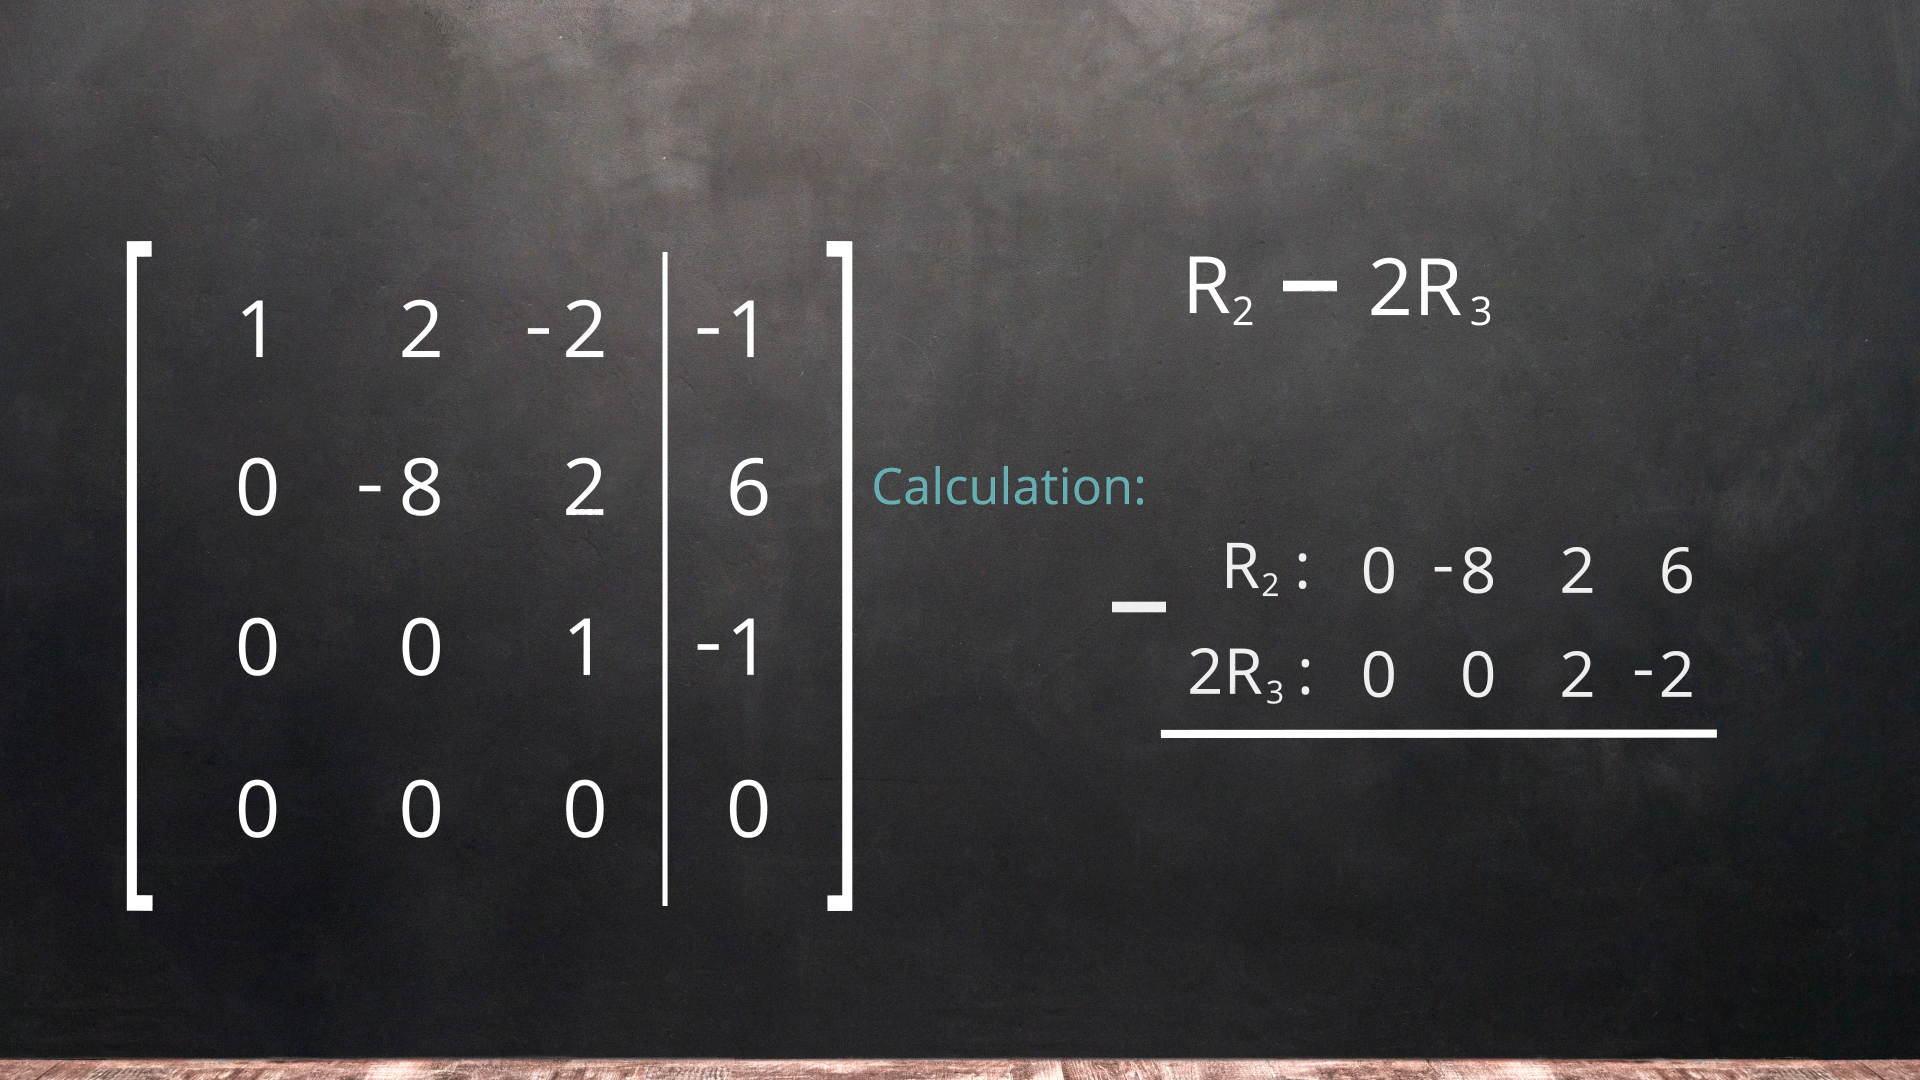 1 2 -2 | -1
0 -8 2 | 6
0 0 1 | -1
0 0 0 | 0
R₂ − 2R₃
Calculation:
R₂ : 0 -8 2 6
−
2R₃ : 0 0 2 -2